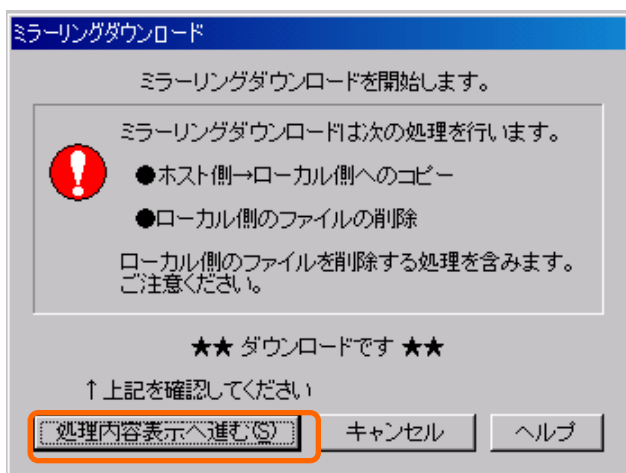 ミラーリングダウンロード
ミラーリングダウンロードを開始します。
ミラーリングダウンロードは次の処理を行います。
●ホスト側→ローカル側へのコピー
●ローカル側のファイルの削除
ローカル側のファイルを削除する処理を含みます。
ご注意ください。
★★ ダウンロードです ★★
↑上記を確認してください
処理内容表示へ進む(S) キャンセル ヘルプ